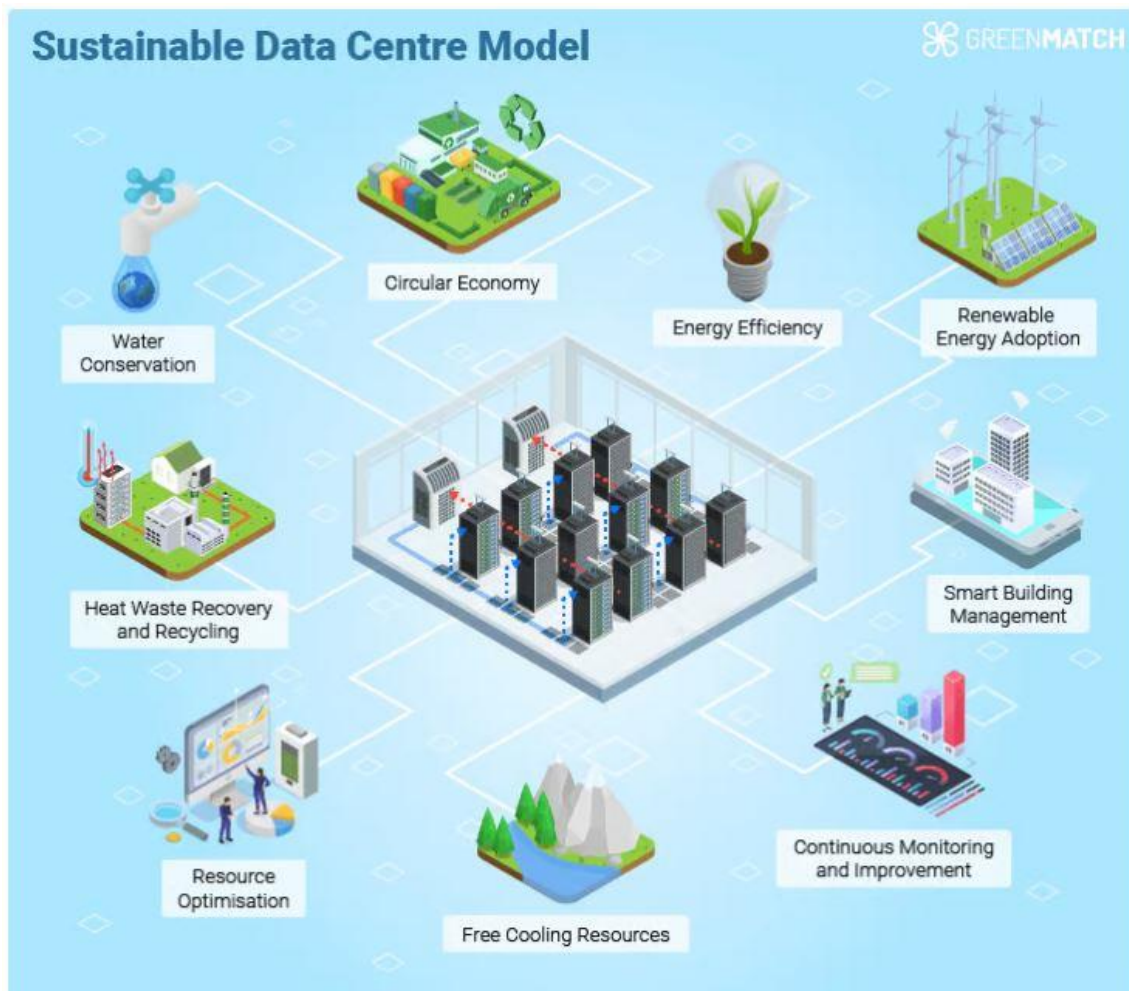 Sustainable Data Centre Model
GREENMATCH
Circular Economy
Energy Efficiency
Renewable
Energy Adoption
Water
Conservation
Heat Waste Recovery
and Recycling
Smart Building
Management
Resource
Optimisation
Free Cooling Resources
Continuous Monitoring
and Improvement